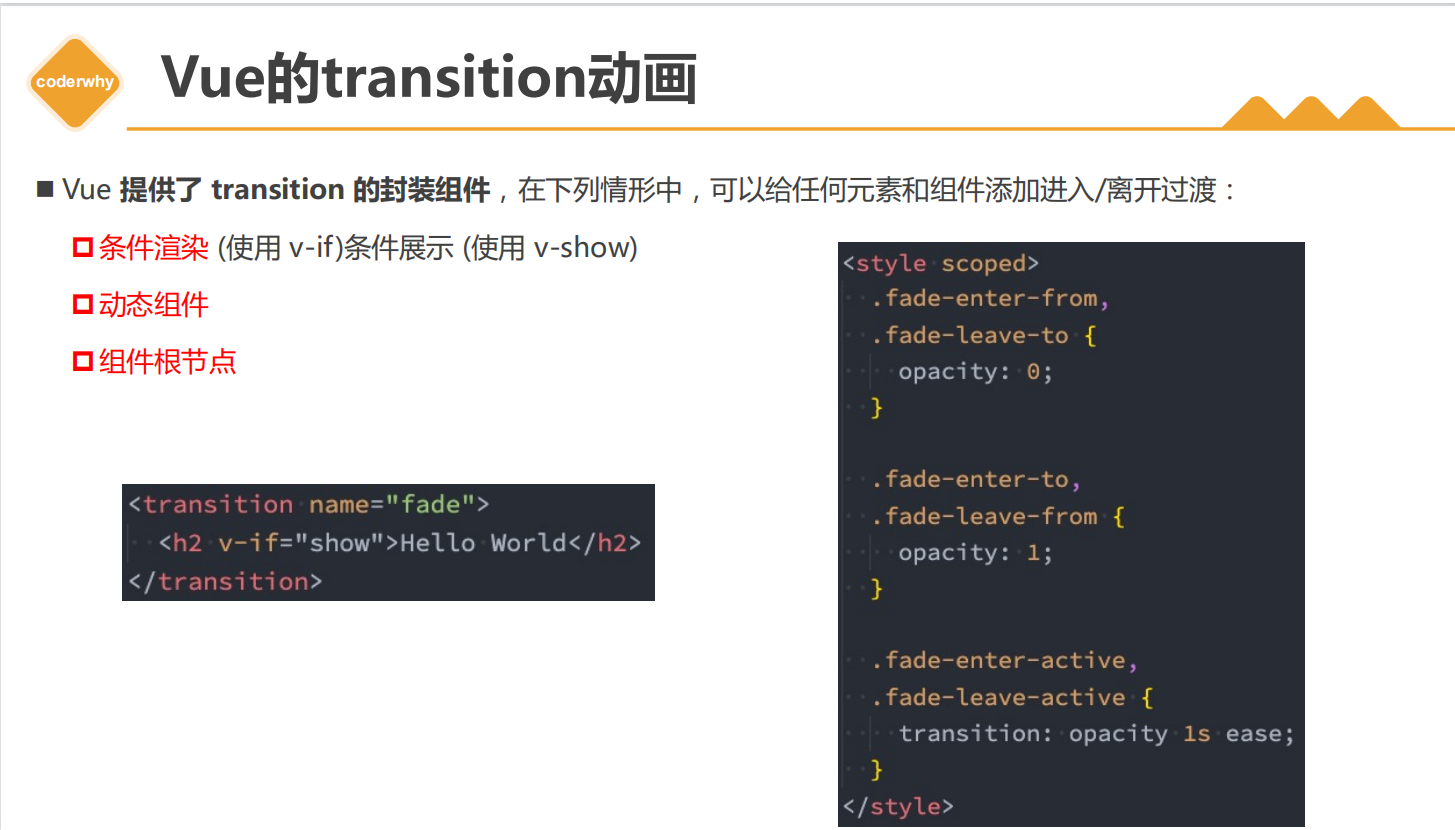 coderwhy
Vue的transition动画
Vue 提供了 transition 的封装组件，在下列情形中，可以给任何元素和组件添加进入/离开过渡：
条件渲染 (使用 v-if)条件展示 (使用 v-show)
动态组件
组件根节点
<transition name="fade">
  <h2 v-if="show">Hello World</h2>
</transition>
<style scoped>
  .fade-enter-from,
  .fade-leave-to {
    opacity: 0;
  }
  .fade-enter-to,
  .fade-leave-from {
    opacity: 1;
  }
  .fade-enter-active,
  .fade-leave-active {
    transition: opacity 1s ease;
  }
</style>